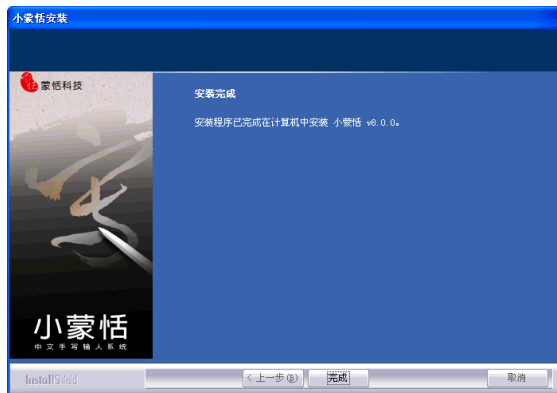 小蒙恬安装
蒙恬科技
安装完成
安装程序已完成在计算机中安装 小蒙恬 v6.0.0。
小蒙恬
中文手写输入系统
InstallShield
< 上一步(B)
完成
取消